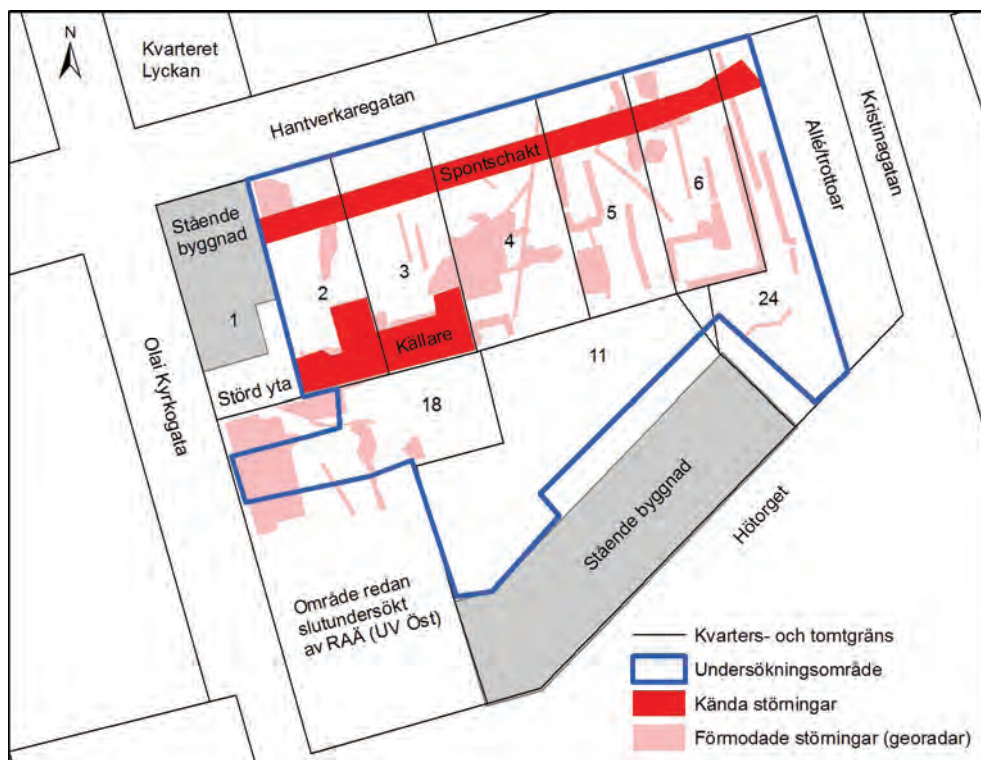 N
Kvarteret
Lyckan
Hantverkaregatan
Kristinagatan
Allé/trottoar
Spontschakt
Stående
byggnad
1
2
3
4
5
6
24
Källare
11
Störd yta
18
Olai Kyrkogata
Stående byggnad
Hötorget
Område redan
slutundersökt
av RAÄ (UV Öst)
Kvarters- och tomtgräns
Undersökningsområde
Kända störningar
Förmodade störningar (georadar)